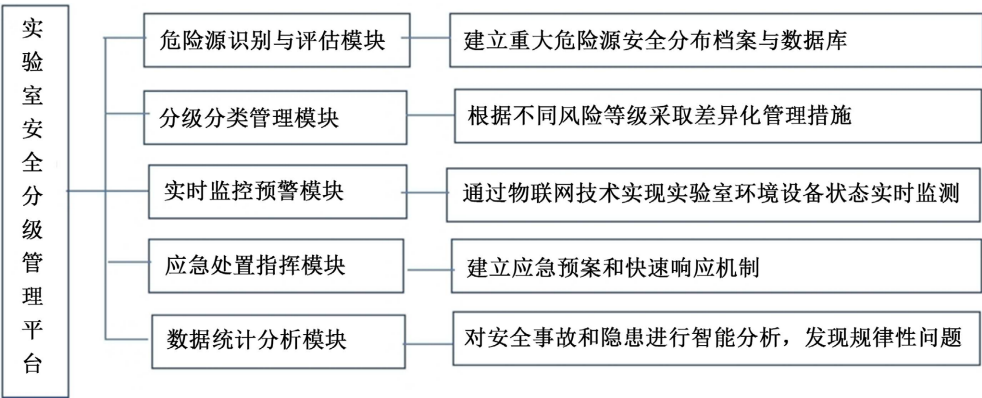 实验室安全分级管理平台
危险源识别与评估模块
建立重大危险源安全分布档案与数据库
分级分类管理模块
根据不同风险等级采取差异化管理措施
实时监控预警模块
通过物联网技术实现实验室环境设备状态实时监测
应急处置指挥模块
建立应急预案和快速响应机制
数据统计分析模块
对安全事故和隐患进行智能分析，发现规律性问题